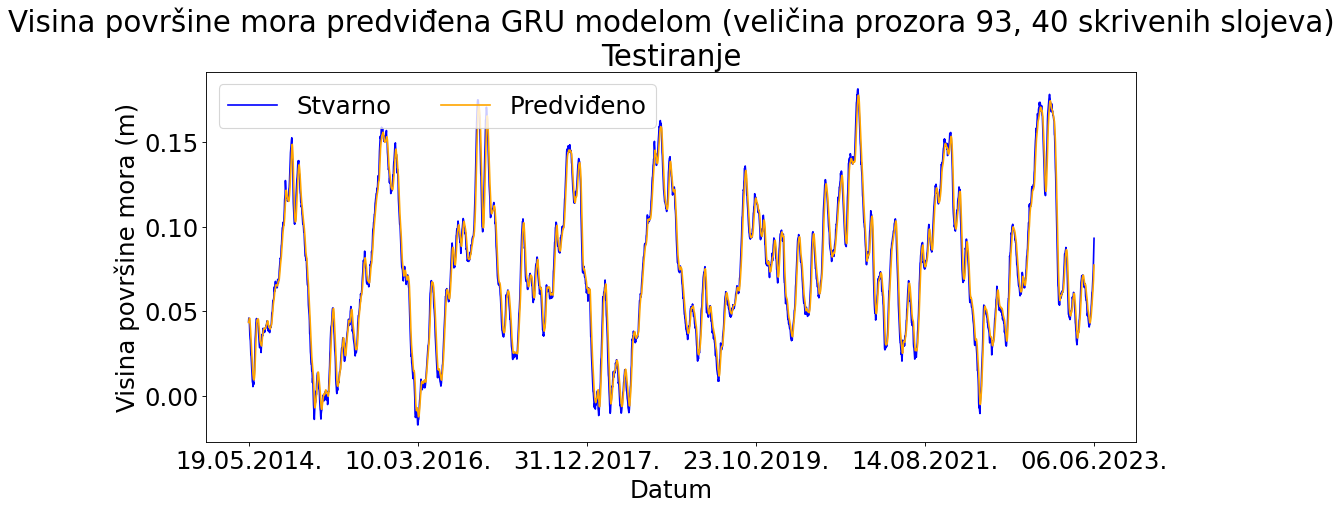 Visina površine mora predviđena GRU modelom (veličina prozora 93, 40 skrivenih slojeva)
Testiranje
Stvarno Predviđeno
Visina površine mora (m)
0.15
0.10
0.05
0.00
19.05.2014. 10.03.2016. 31.12.2017. 23.10.2019. 14.08.2021. 06.06.2023.
Datum